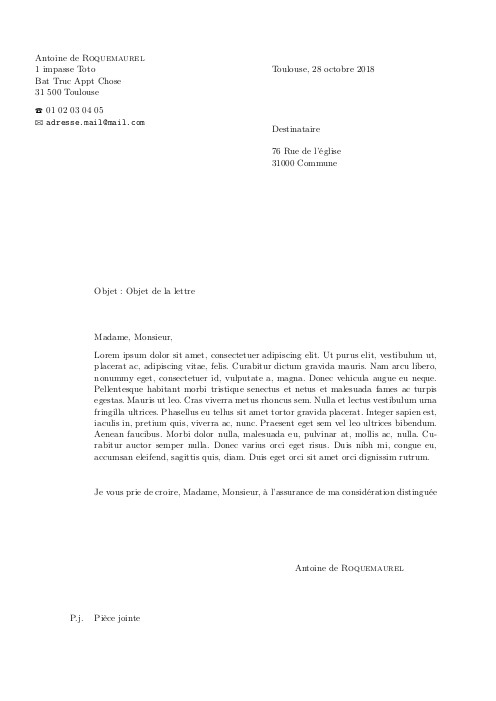 Antoine de ROQUEMAUREL
1 impasse Toto
Bat Truc Appt Chose
31 500 Toulouse
☎ 01 02 03 04 05
✉ adresse.mail@mail.com
Toulouse, 28 octobre 2018
Destinataire
76 Rue de l'église
31000 Commune
Objet : Objet de la lettre
Madame, Monsieur,
Lorem ipsum dolor sit amet, consectetuer adipiscing elit. Ut purus elit, vestibulum ut,
placerat ac, adipiscing vitae, felis. Curabitur dictum gravida mauris. Nam arcu libero,
nonummy eget, consectetuer id, vulputate a, magna. Donec vehicula augue eu neque.
Pellentesque habitant morbi tristique senectus et netus et malesuada fames ac turpis
egestas. Mauris ut leo. Cras viverra metus rhoncus sem. Nulla et lectus vestibulum urna
fringilla ultrices. Phasellus eu tellus sit amet tortor gravida placerat. Integer sapien est,
iaculis in, pretium quis, viverra ac, nunc. Praesent eget sem vel leo ultrices bibendum.
Aenean faucibus. Morbi dolor nulla, malesuada eu, pulvinar at, mollis ac, nulla. Cu-
rabitur auctor semper nulla. Donec varius orci eget risus. Duis nibh mi, congue eu,
accumsan eleifend, sagittis quis, diam. Duis eget orci sit amet orci dignissim rutrum.
Je vous prie de croire, Madame, Monsieur, à l'assurance de ma considération distinguée
Antoine de ROQUEMAUREL
P.j. Pièce jointe